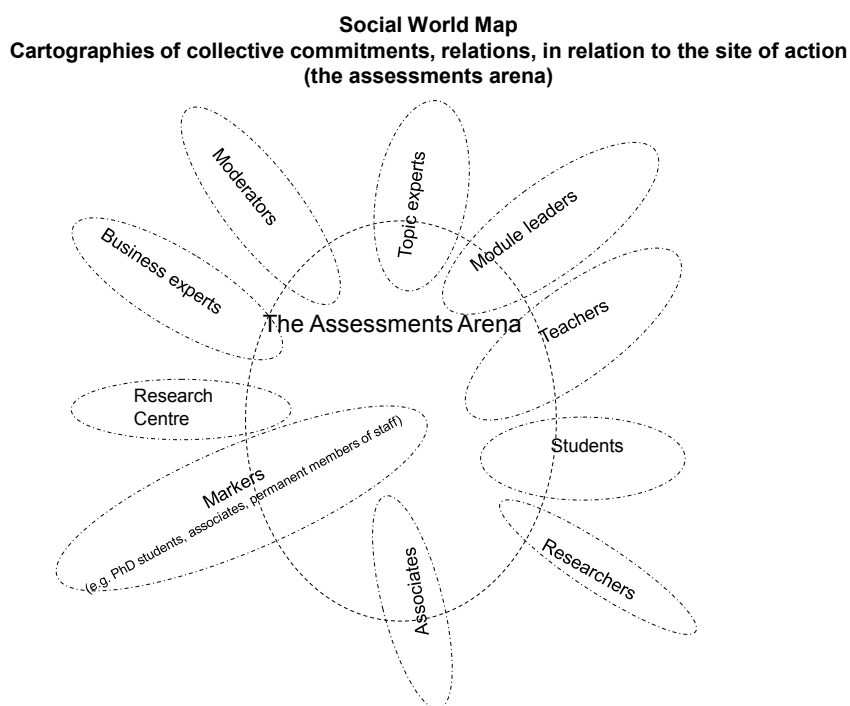 Social World Map
Cartographies of collective commitments, relations, in relation to the site of action
(the assessments arena)
Moderators
Topic experts
Module leaders
Business experts
The Assessments Arena
Teachers
Research
Centre
Students
Markers
(e.g. PhD students, associates, permanent members of staff)
Researchers
Associates